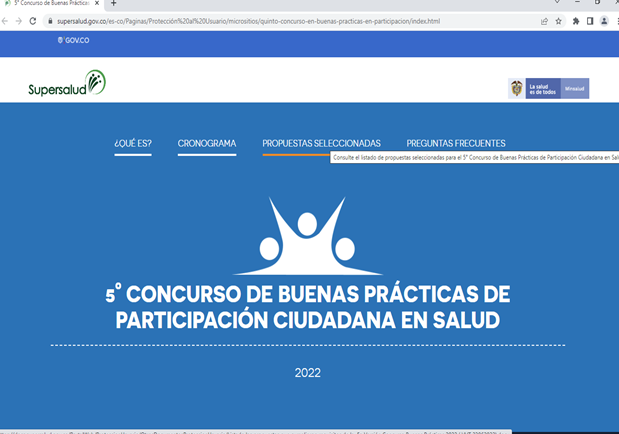 5° Concurso de Buenas Práctica
supersalud.gov.co/es-co/Paginas/Protección%20al%20Usuario/micrositios/quinto-concurso-en-buenas-practicas-en-participacion/index.html
GOV.CO
Supersalud
La salud
es de todos
Minsalud
¿QUÉ ES? CRONOGRAMA PROPUESTAS SELECCIONADAS PREGUNTAS FRECUENTES
Consulte el listado de propuestas seleccionadas para el 5° Concurso de Buenas Prácticas de Participación Ciudadana en Sal
5° CONCURSO DE BUENAS PRÁCTICAS DE
PARTICIPACIÓN CIUDADANA EN SALUD
2022